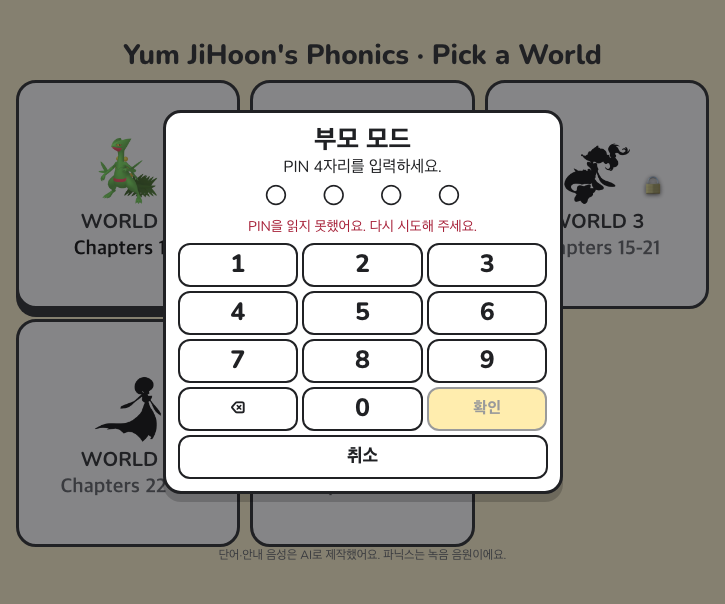 Yum JiHoon's Phonics · Pick a World
부모 모드
PIN 4자리를 입력하세요.
PIN을 읽지 못했어요. 다시 시도해 주세요.
1 2 3
4 5 6
7 8 9
0 확인
취소
WORLD
Chapters 1
WORLD 3
pters 15-21
WORLD
Chapters 22
단어·안내 음성은 AI로 제작했어요. 파닉스는 녹음 음원이에요.